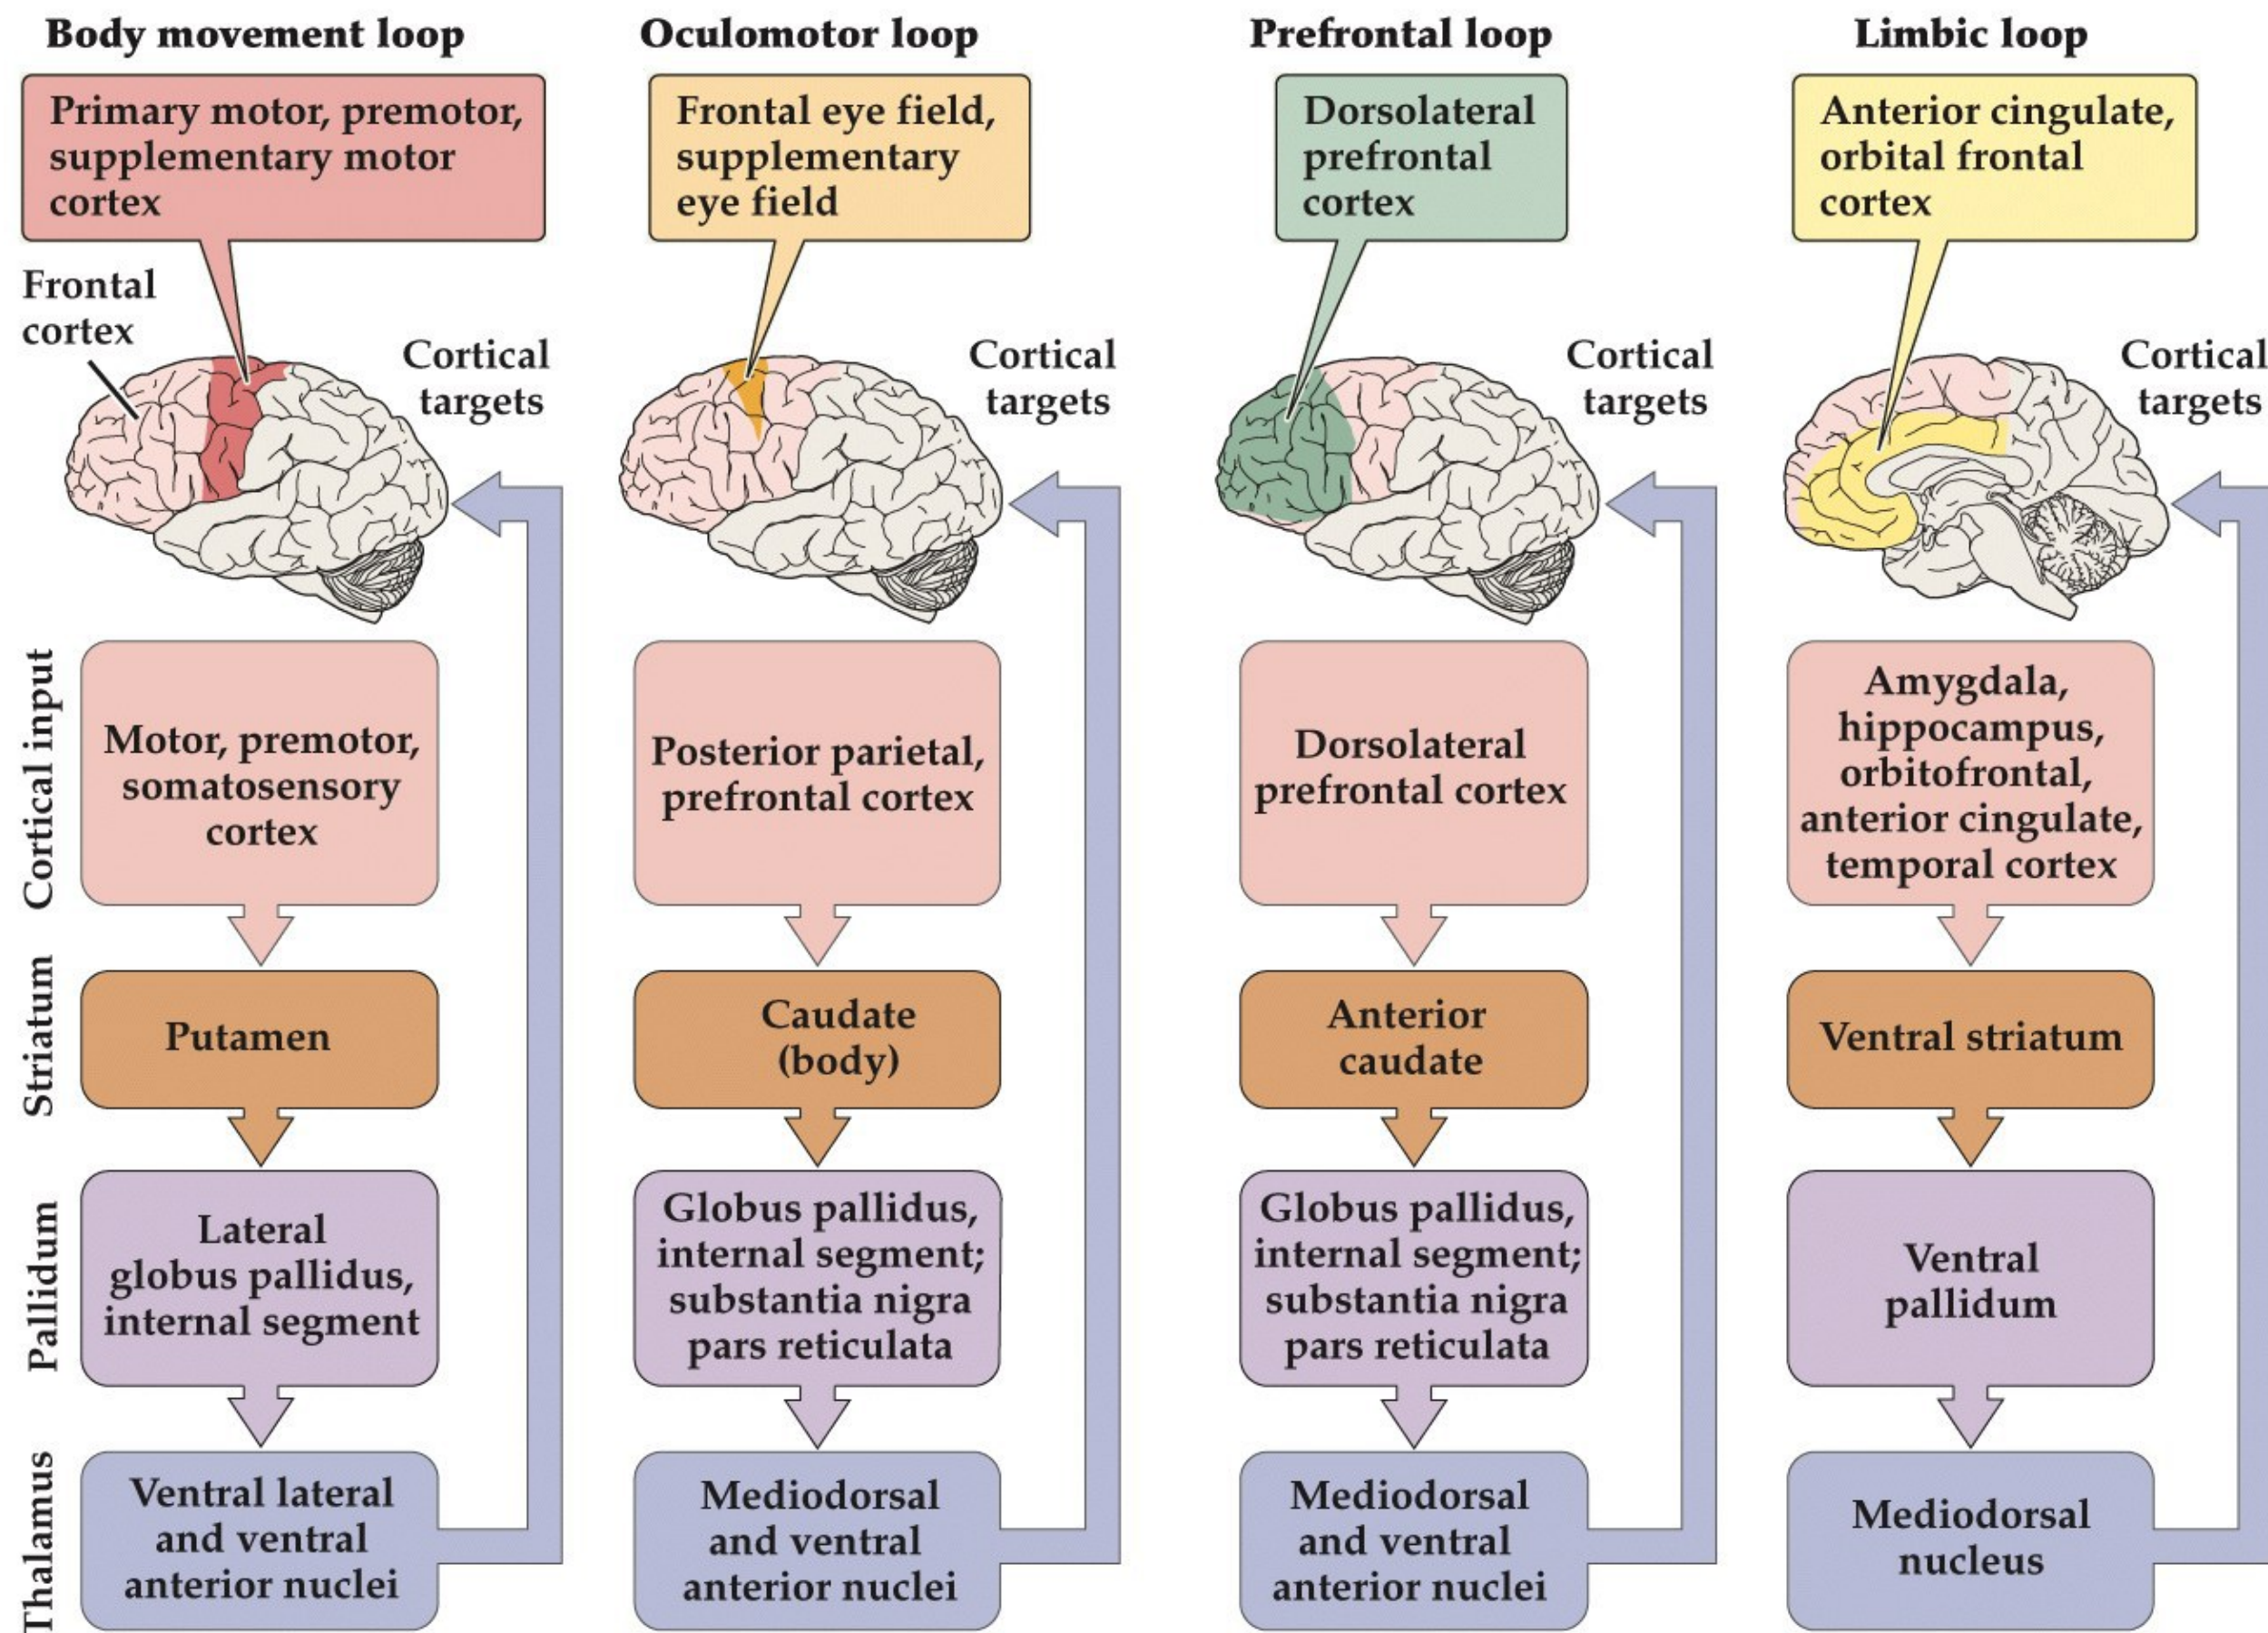 Body movement loop
Oculomotor loop
Prefrontal loop
Limbic loop
Primary motor, premotor,
supplementary motor
cortex
Frontal eye field,
supplementary
eye field
Dorsolateral
prefrontal
cortex
Anterior cingulate,
orbital frontal
cortex
Frontal
cortex
Cortical
targets
Cortical
targets
Cortical
targets
Cortical
targets
Cortical input
Motor, premotor,
somatosensory
cortex
Posterior parietal,
prefrontal cortex
Dorsolateral
prefrontal cortex
Amygdala,
hippocampus,
orbitofrontal,
anterior cingulate,
temporal cortex
Striatum
Putamen
Caudate
(body)
Anterior
caudate
Ventral striatum
Pallidum
Lateral
globus pallidus,
internal segment
Globus pallidus,
internal segment;
substantia nigra
pars reticulata
Globus pallidus,
internal segment;
substantia nigra
pars reticulata
Ventral
pallidum
Thalamus
Ventral lateral
and ventral
anterior nuclei
Mediodorsal
and ventral
anterior nuclei
Mediodorsal
and ventral
anterior nuclei
Mediodorsal
nucleus